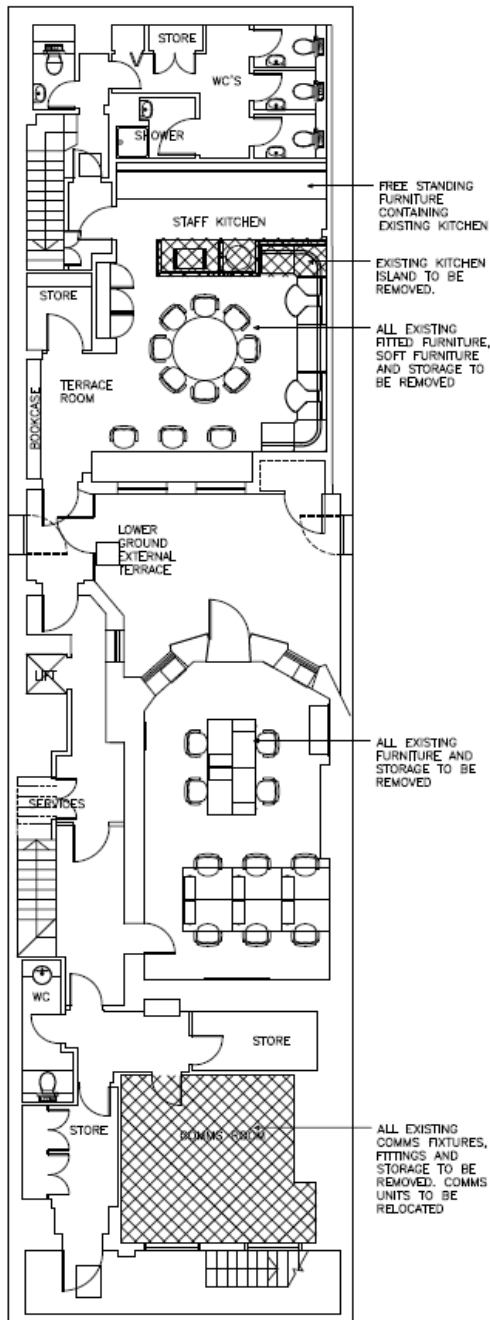 STORE
WC'S
SHOWER
STAFF KITCHEN
FREE STANDING
FURNITURE
CONTAINING
EXISTING KITCHEN
EXISTING KITCHEN
ISLAND TO BE
REMOVED.
STORE
ALL EXISTING
FITTED FURNITURE,
SOFT FURNITURE
AND STORAGE TO
BE REMOVED
TERRACE
ROOM
BOOKCASE
LOWER
GROUND
EXTERNAL
TERRACE
LIFT
ALL EXISTING
FURNITURE AND
STORAGE TO BE
REMOVED
SERVICES
WC
STORE
STORE
COMMS ROOM
ALL EXISTING
COMMS FIXTURES,
FITTINGS AND
STORAGE TO BE
REMOVED. COMMS
UNITS TO BE
RELOCATED